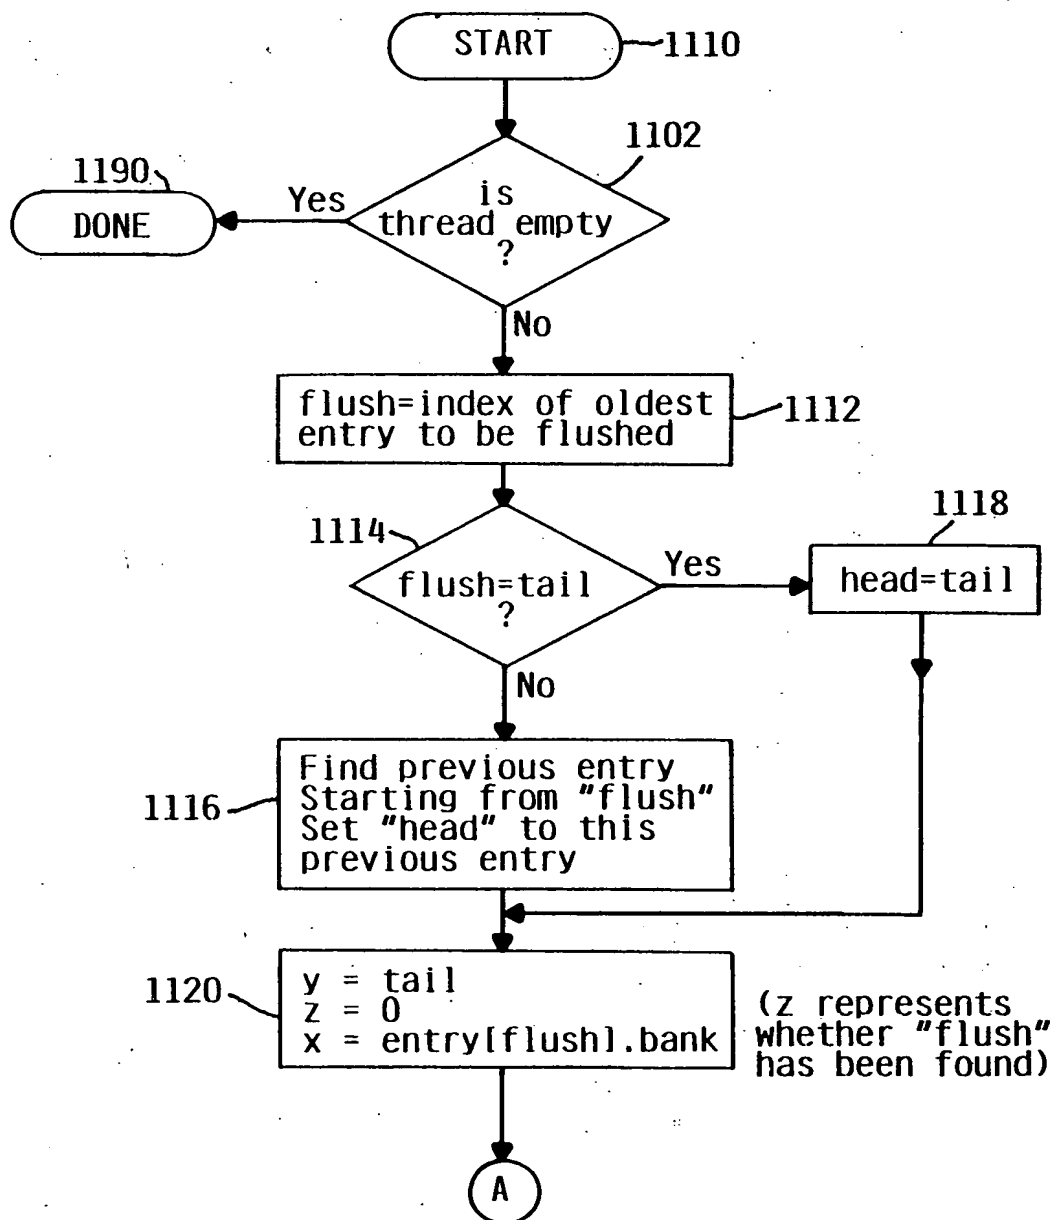 START
1110
1102
is
thread empty
?
1190
Yes
DONE
No
flush=index of oldest
entry to be flushed
1112
1114
flush=tail
?
Yes
1118
head=tail
No
1116
Find previous entry
Starting from "flush"
Set "head" to this
previous entry
1120
y = tail
z = 0
x = entry[flush].bank
(z represents
whether "flush"
has been found)
A